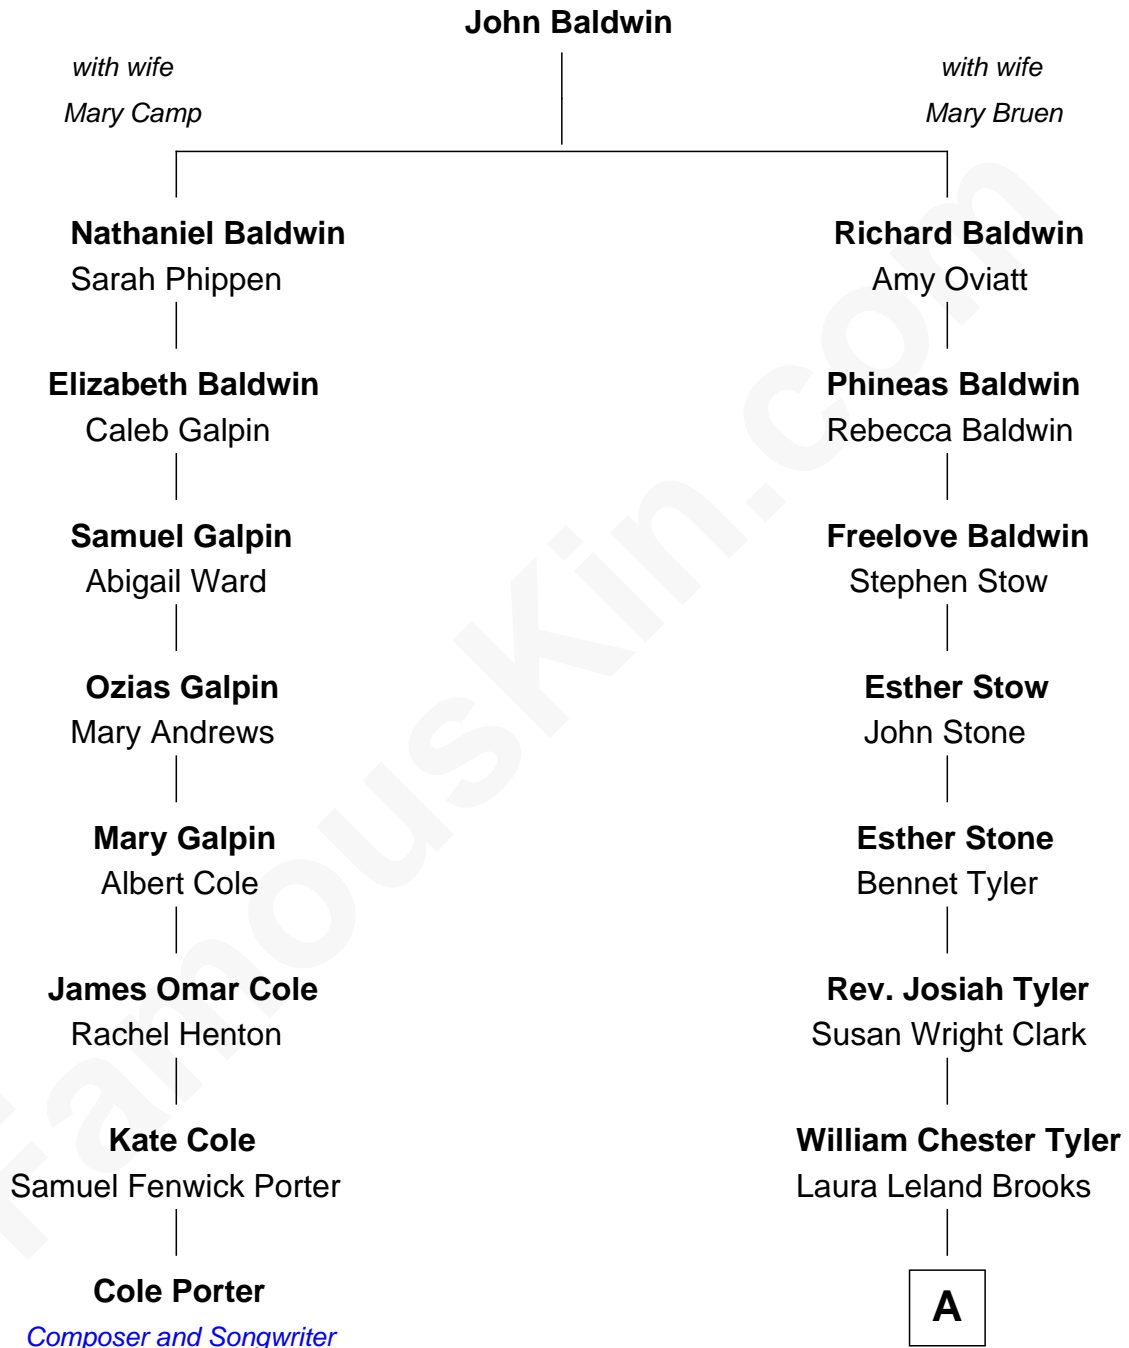 John Baldwin
with wife
Mary Camp
with wife
Mary Bruen
Nathaniel Baldwin
Sarah Phippen
Richard Baldwin
Amy Oviatt
Elizabeth Baldwin
Caleb Galpin
Phineas Baldwin
Rebecca Baldwin
Samuel Galpin
Abigail Ward
Freelove Baldwin
Stephen Stow
Ozias Galpin
Mary Andrews
Esther Stow
John Stone
Mary Galpin
Albert Cole
Esther Stone
Bennet Tyler
James Omar Cole
Rachel Henton
Rev. Josiah Tyler
Susan Wright Clark
Kate Cole
Samuel Fenwick Porter
William Chester Tyler
Laura Leland Brooks
Cole Porter
Composer and Songwriter
A
FamousKin.com